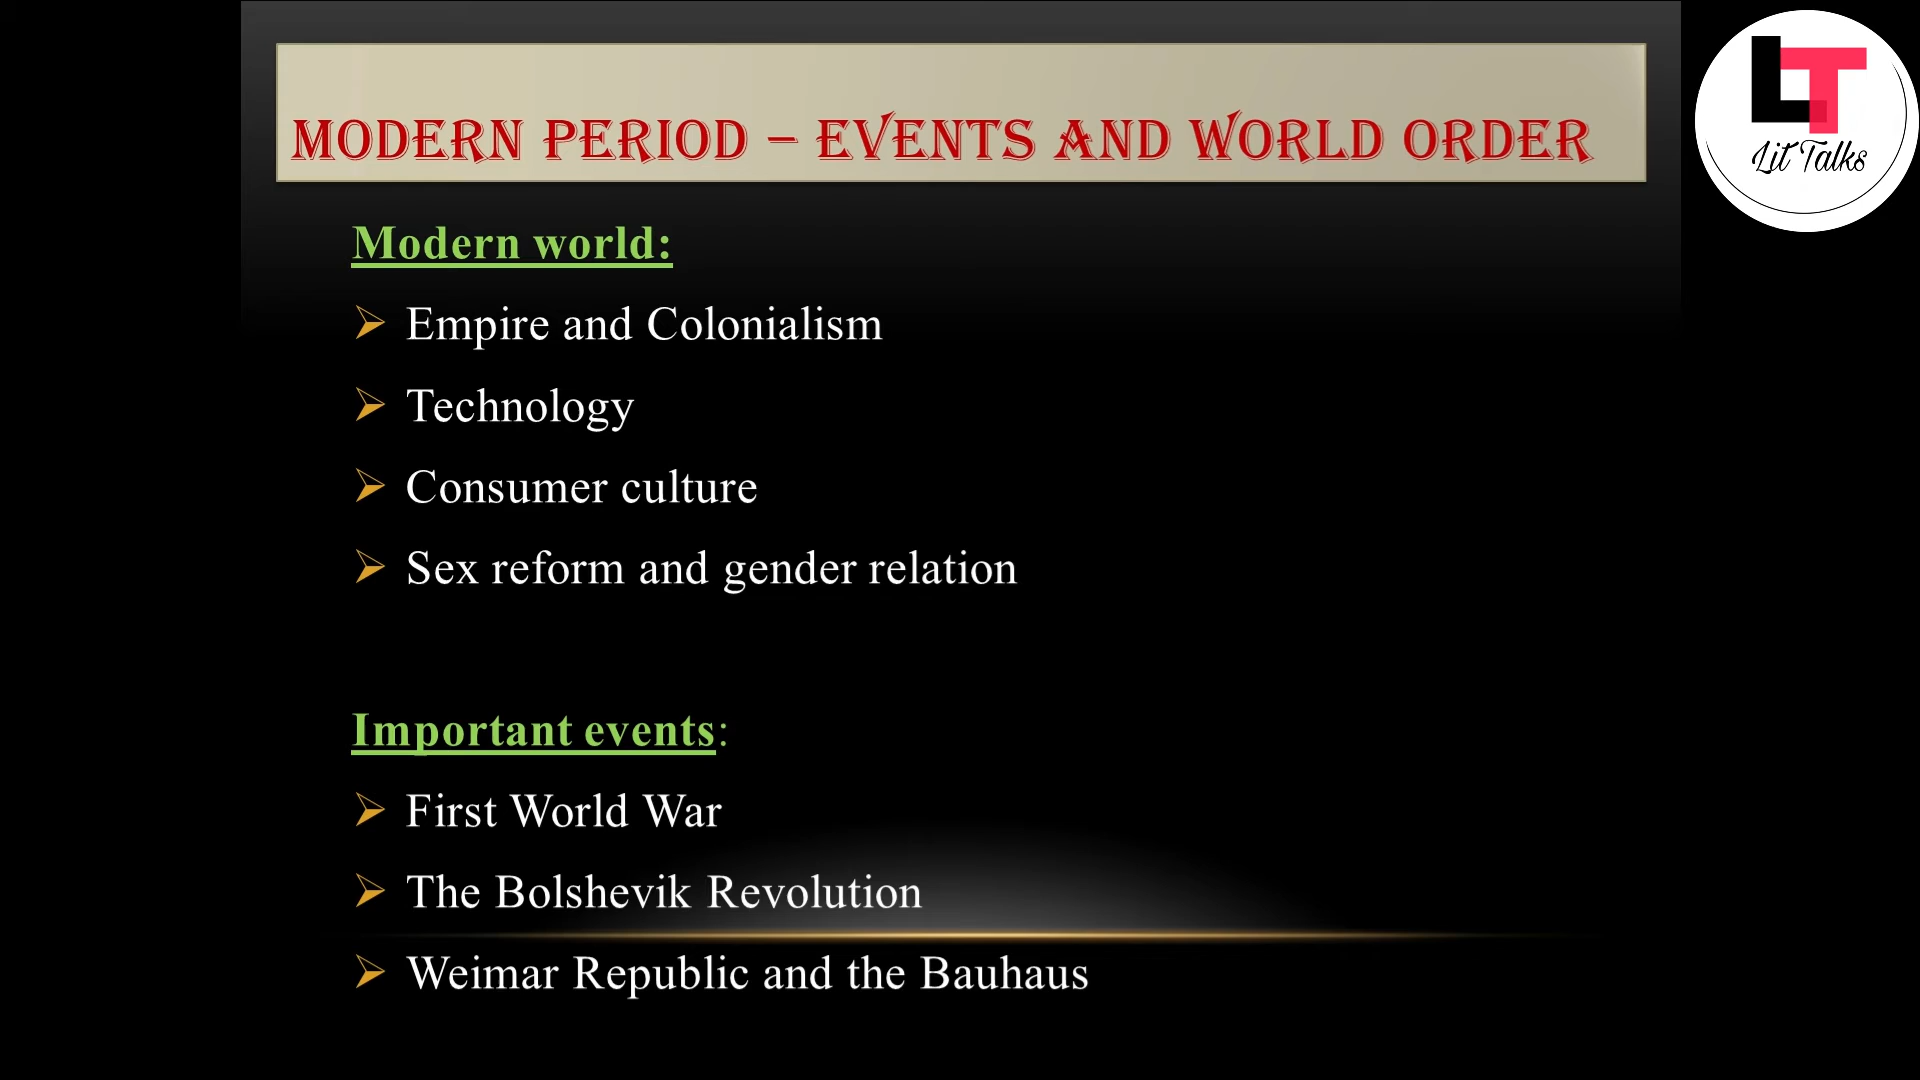 MODERN PERIOD – EVENTS AND WORLD ORDER
LT
Lit Talks
Modern world:
Empire and Colonialism
Technology
Consumer culture
Sex reform and gender relation
Important events:
First World War
The Bolshevik Revolution
Weimar Republic and the Bauhaus